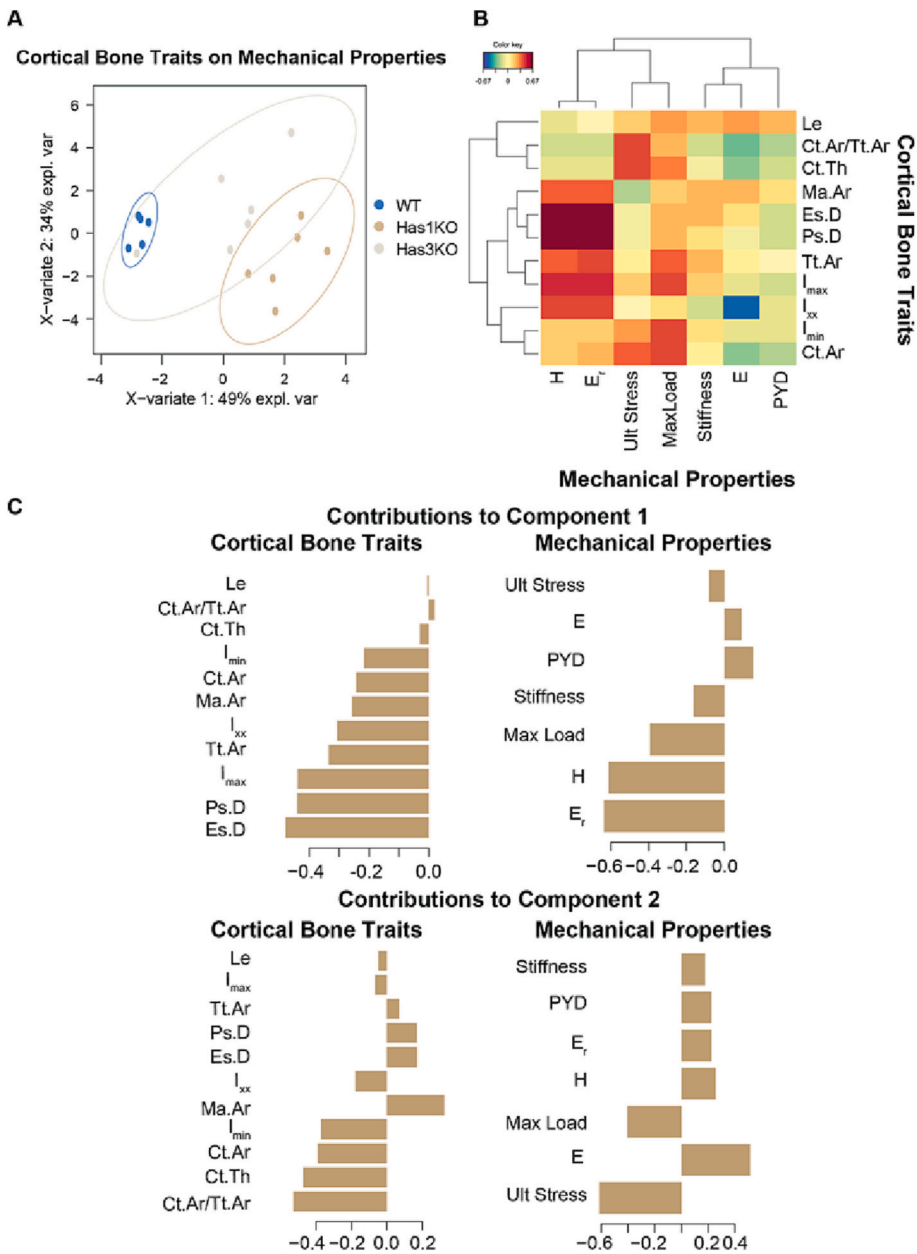 A
Cortical Bone Traits on Mechanical Properties
6
4
2
0
−2
−4
X−variate 2: 34% expl. var
−4
−2
0
2
4
X−variate 1: 49% expl. var
WT
Has1KO
Has3KO
B
Color key
-0.67
0
0.67
Le
Ct.Ar/Tt.Ar
Ct.Th
Ma.Ar
Es.D
Ps.D
Tt.Ar
Imax
Ixx
Imin
Ct.Ar
Cortical Bone Traits
H
Er
Ult Stress
MaxLoad
Stiffness
E
PYD
Mechanical Properties
C
Contributions to Component 1
Cortical Bone Traits
Le
Ct.Ar/Tt.Ar
Ct.Th
Imin
Ct.Ar
Ma.Ar
Ixx
Tt.Ar
Imax
Ps.D
Es.D
−0.4 -0.2 0.0
Mechanical Properties
Ult Stress
E
PYD
Stiffness
Max Load
H
Er
−0.6 -0.2 0.0
Contributions to Component 2
Cortical Bone Traits
Le
Imax
Tt.Ar
Ps.D
Es.D
Ixx
Ma.Ar
Imin
Ct.Ar
Ct.Th
Ct.Ar/Tt.Ar
−0.4 -0.2 0.0 0.2
Mechanical Properties
Stiffness
PYD
Er
H
Max Load
E
Ult Stress
−0.6 -0.2 0.2 0.4